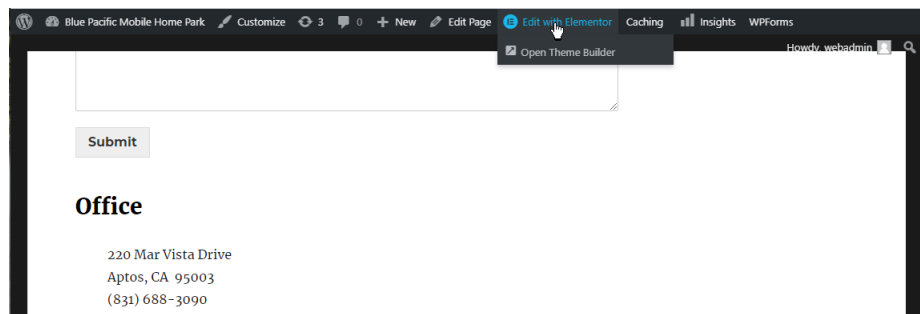 Blue Pacific Mobile Home Park Customize 3 0 New Edit Page Edit with Elementor Caching Insights WPForms
Open Theme Builder
Howdy, webadmin
Submit
Office
220 Mar Vista Drive
Aptos, CA 95003
(831) 688-3090